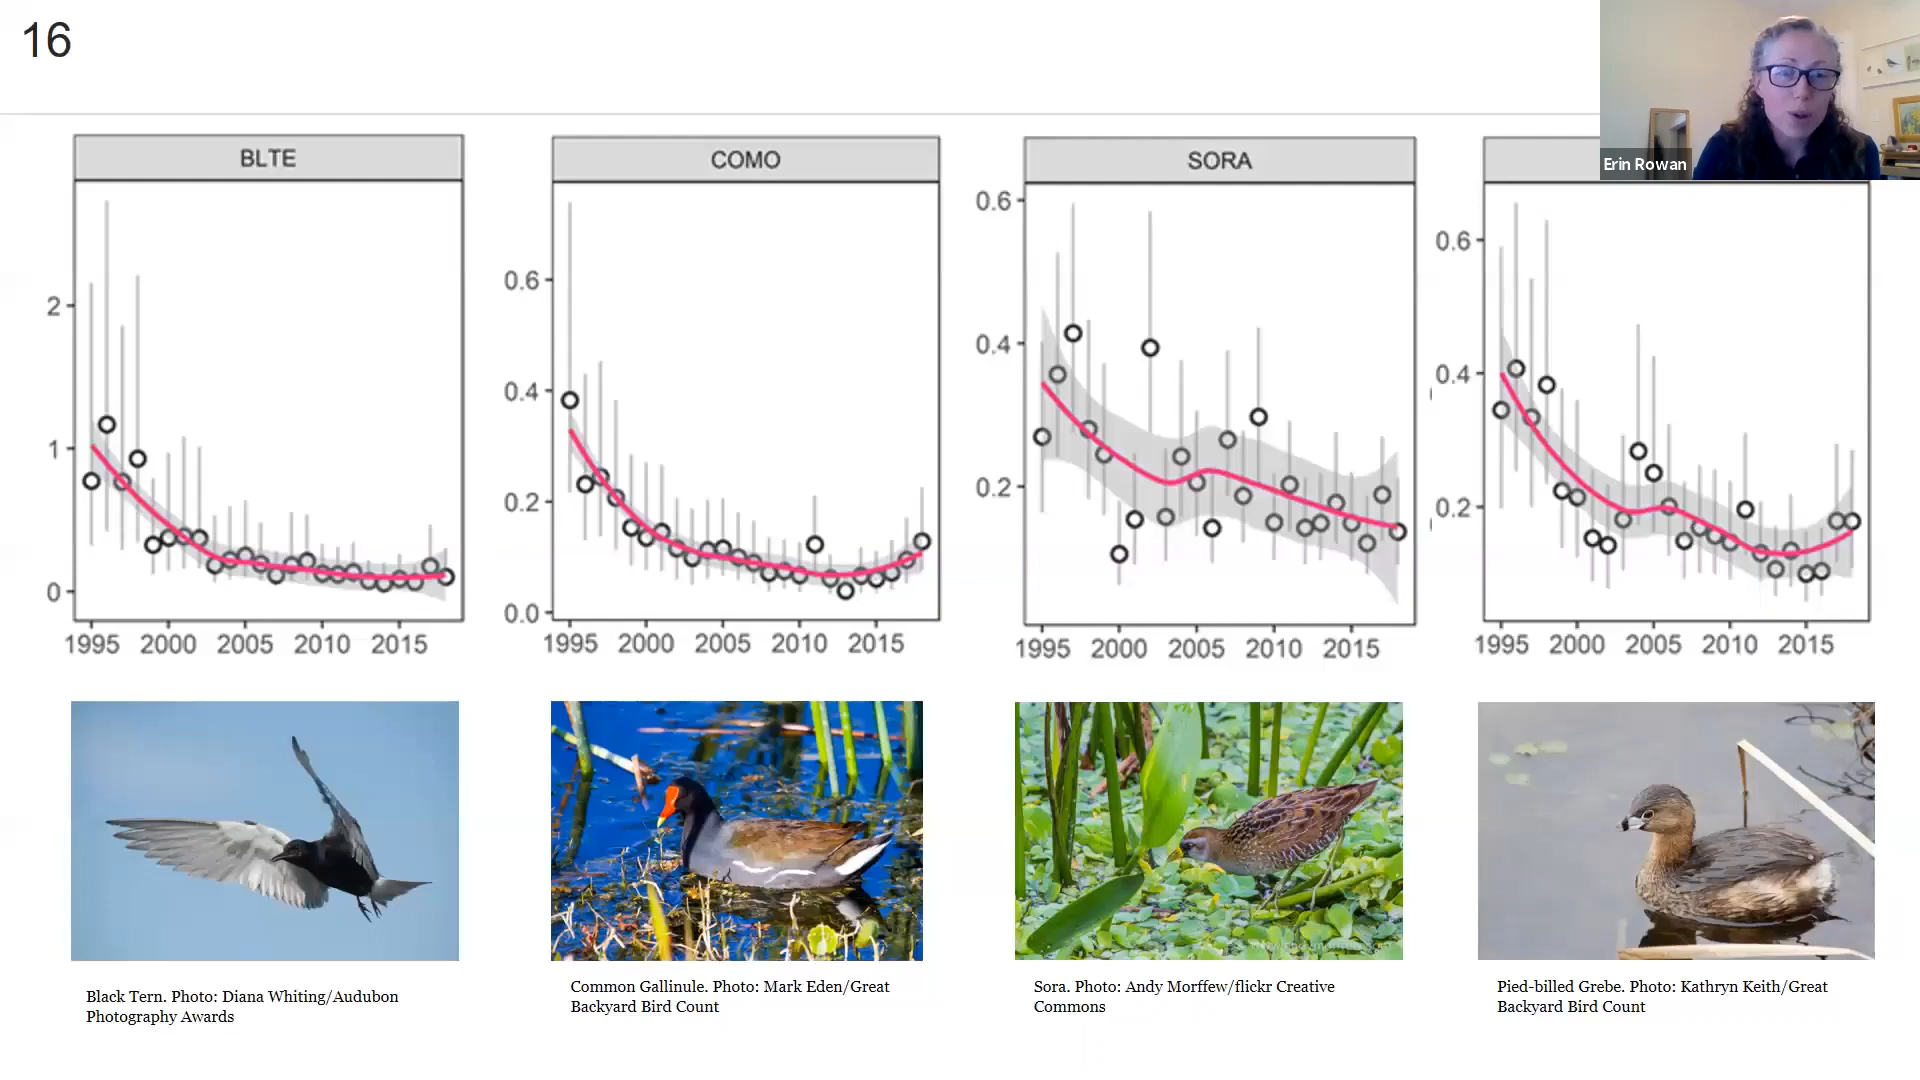 16
Erin Rowan
BLTE
COMO
SORA
2
1
0
1995 2000 2005 2010 2015
0.6
0.4
0.2
0.0
1995 2000 2005 2010 2015
0.6
0.4
0.2
1995 2000 2005 2010 2015
0.6
0.4
0.2
1995 2000 2005 2010 2015
Black Tern. Photo: Diana Whiting/Audubon
Photography Awards
Common Gallinule. Photo: Mark Eden/Great
Backyard Bird Count
Sora. Photo: Andy Morffew/flickr Creative
Commons
Pied-billed Grebe. Photo: Kathryn Keith/Great
Backyard Bird Count